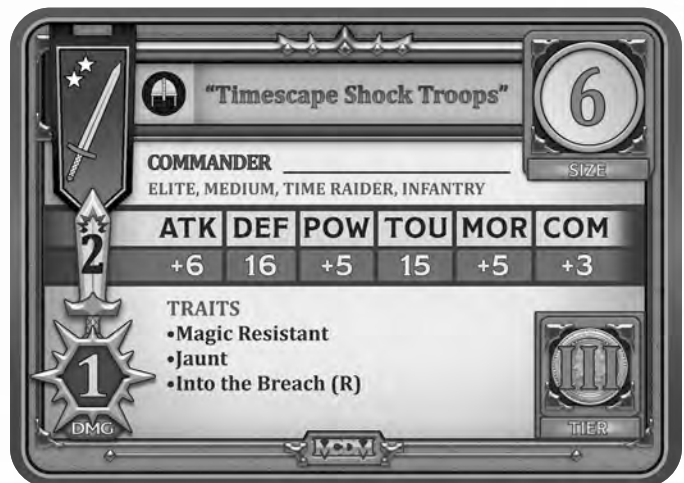 "Timescape Shock Troops"
6
SIZE
COMMANDER
ELITE, MEDIUM, TIME RAIDER, INFANTRY
ATK DEF POW TOU MOR COM
2
+6 16 +5 15 +5 +3
TRAITS
•Magic Resistant
•Jaunt
•Into the Breach (R)
1
DMG
III
TIER
MCDM